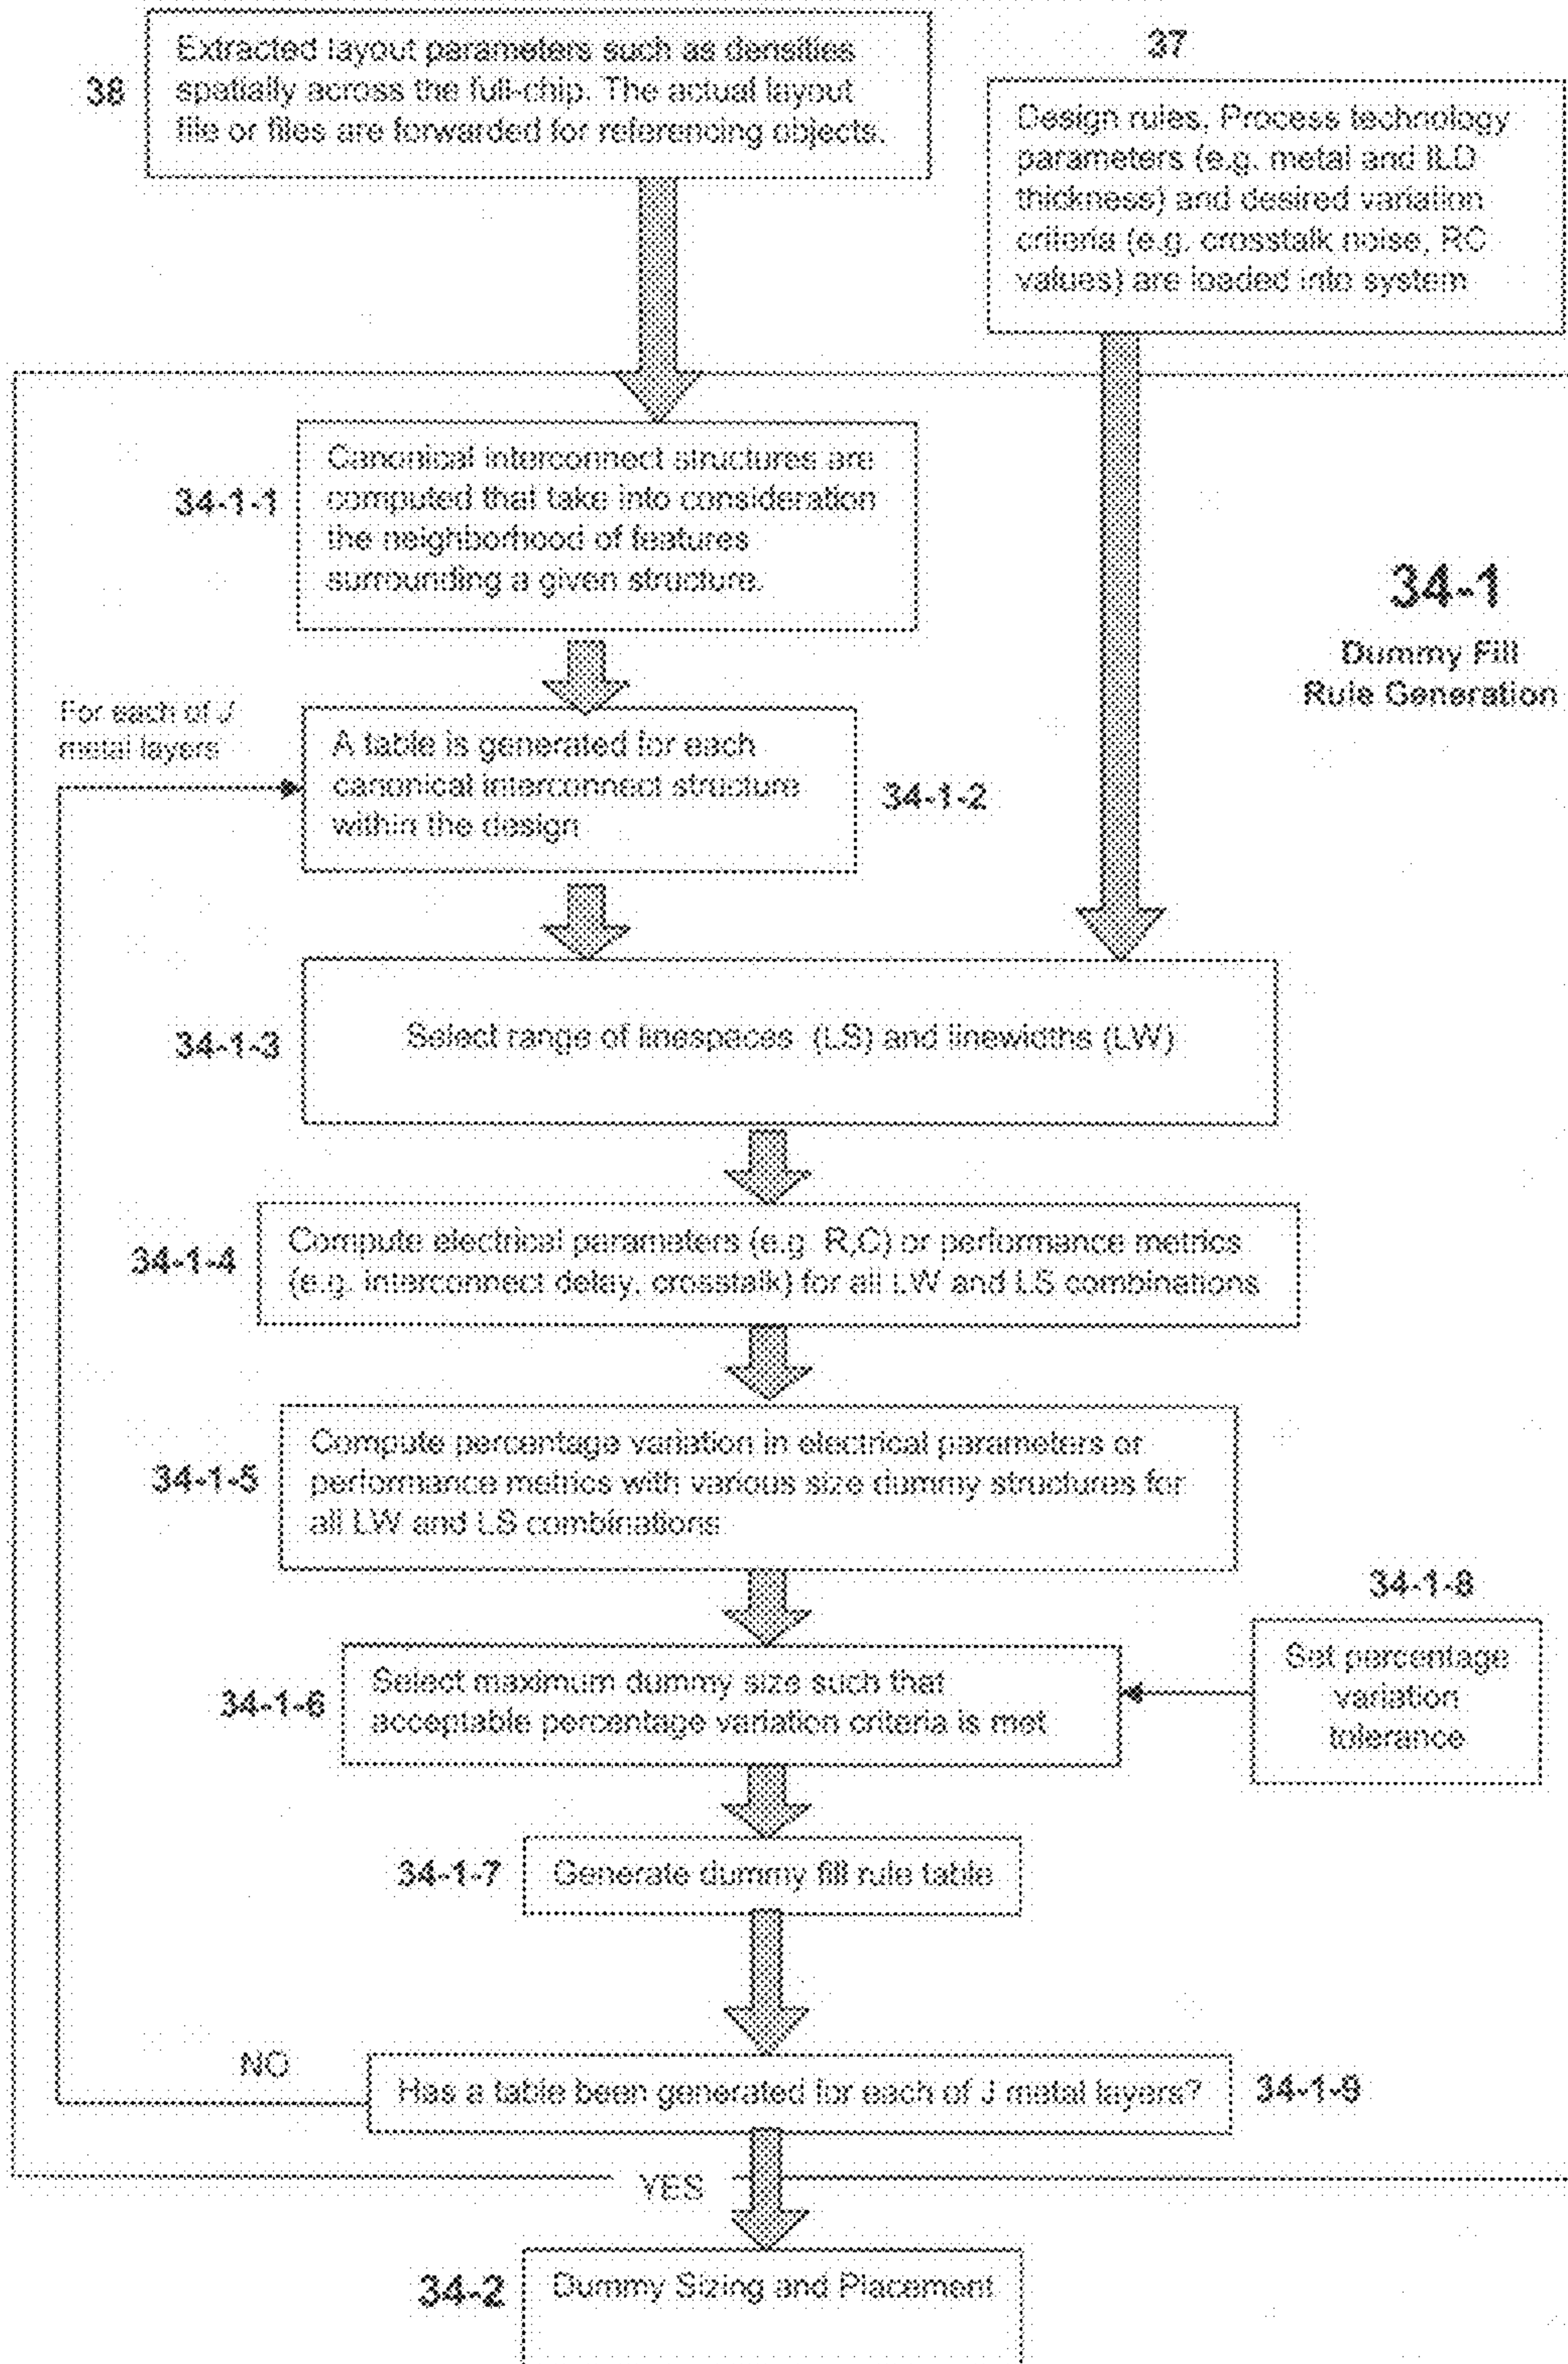 36
Extracted layout parameters such as densities
spatially across the full-chip. The actual layout
file or files are forwarded for referencing objects.
37
Design rules, Process technology
parameters (e.g. metal and ILD
thickness) and desired variation
criteria (e.g. crosstalk noise, RC
values) are loaded into system
34-1-1
Canonical interconnect structures are
computed that take into consideration
the neighborhood of features
surrounding a given structure.
34-1
Dummy Fill
Rule Generation
For each of J
metal layers
A table is generated for each
canonical interconnect structure
within the design
34-1-2
34-1-3
Select range of linespaces (LS) and linewidths (LW)
34-1-4
Compute electrical parameters (e.g. R,C) or performance metrics
(e.g. interconnect delay, crosstalk) for all LW and LS combinations
34-1-5
Compute percentage variation in electrical parameters or
performance metrics with various size dummy structures for
all LW and LS combinations
34-1-8
Set percentage
variation
tolerance
34-1-6
Select maximum dummy size such that
acceptable percentage variation criteria is met
34-1-7
Generate dummy fill rule table
NO
Has a table been generated for each of J metal layers?
34-1-9
YES
34-2
Dummy Sizing and Placement